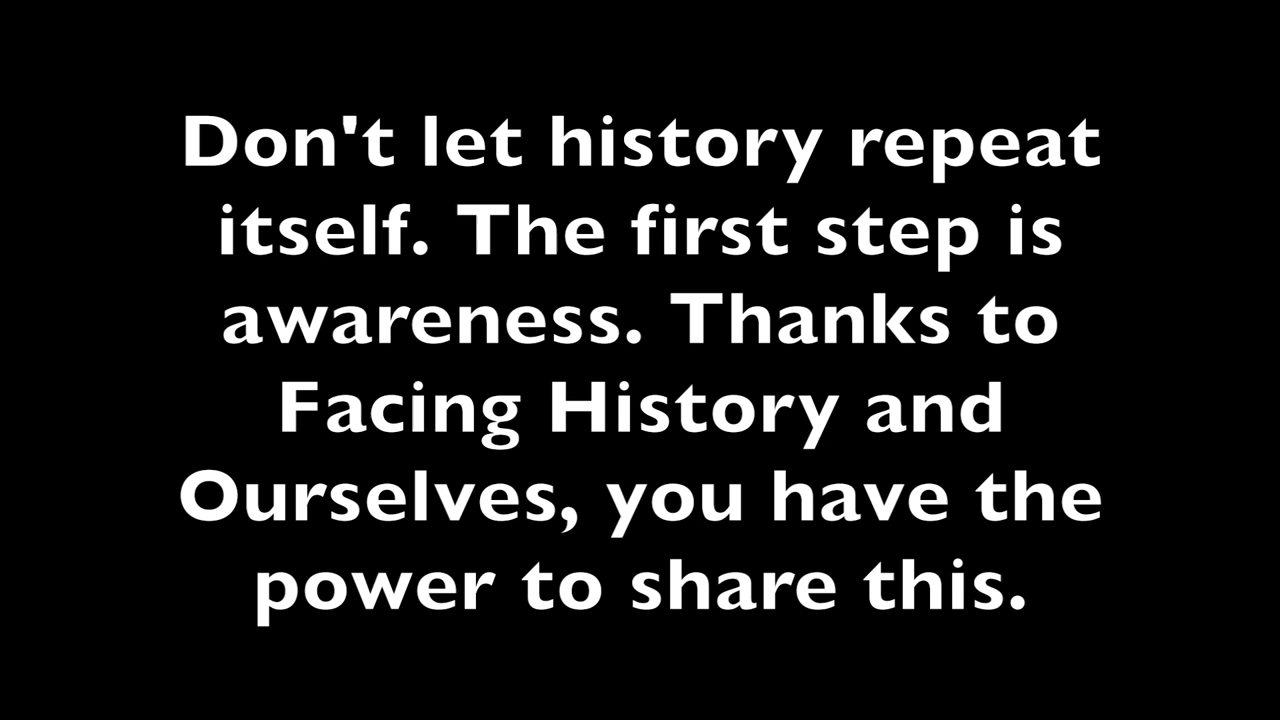 Don't let history repeat
itself. The first step is
awareness. Thanks to
Facing History and
Ourselves, you have the
power to share this.